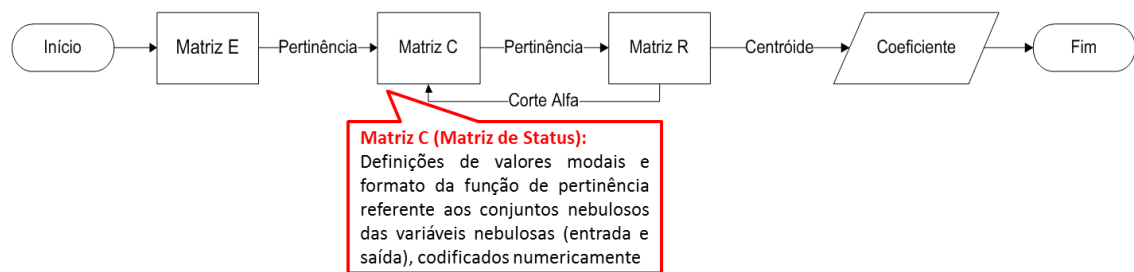 Início
Matriz E
Pertinência
Matriz C
Pertinência
Matriz R
Centróide
Coeficiente
Fim
Corte Alfa
Matriz C (Matriz de Status):
Definições de valores modais e
formato da função de pertinência
referente aos conjuntos nebulosos
das variáveis nebulosas (entrada e
saída), codificados numericamente